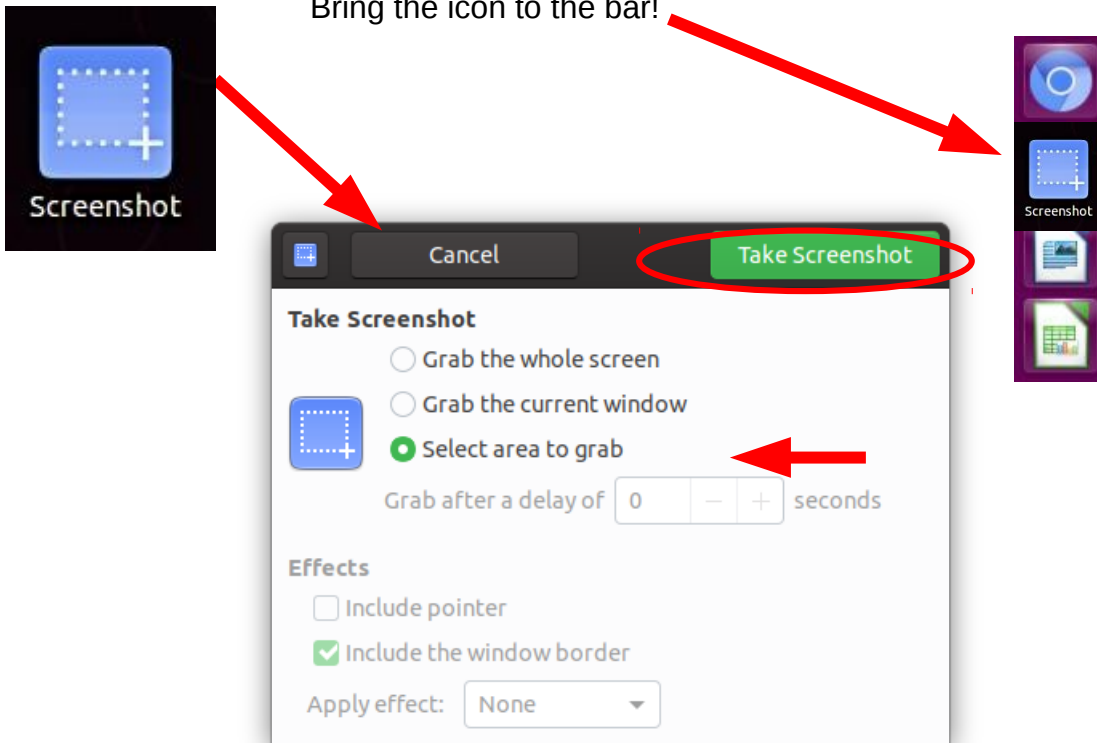 Bring the icon to the bar!
Screenshot
Screenshot
Cancel
Take Screenshot
Take Screenshot
Grab the whole screen
Grab the current window
Select area to grab
Grab after a delay of 0 − + seconds
Effects
Include pointer
Include the window border
Apply effect: None